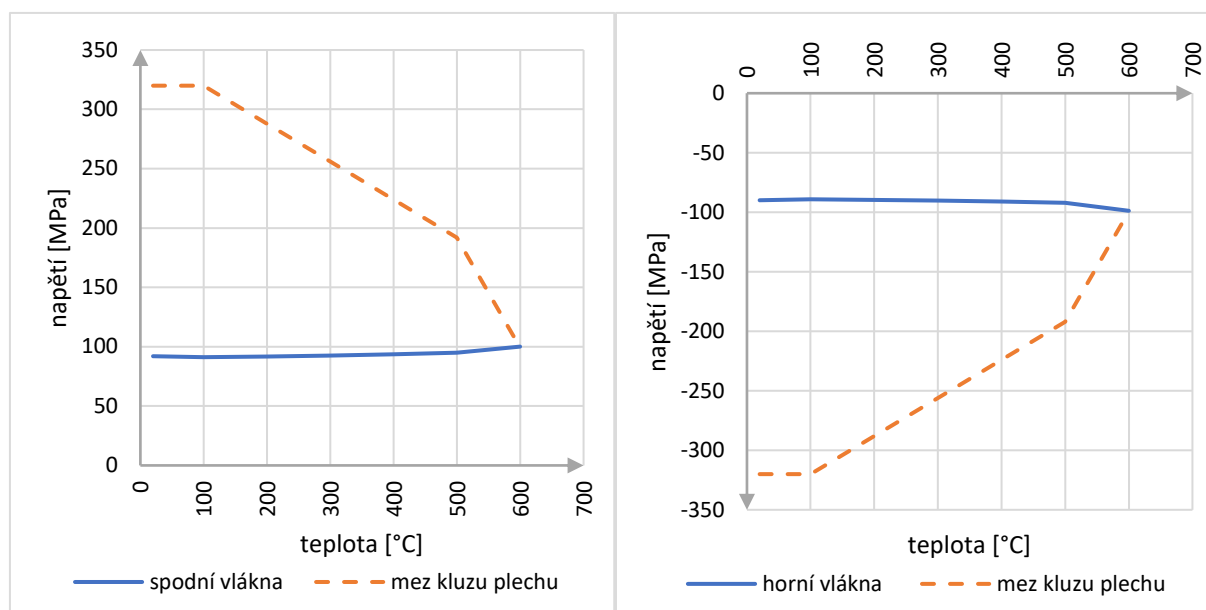 350
300
250
200
150
100
50
0
napětí [MPa]
0 100 200 300 400 500 600 700
teplota [°C]
spodní vlákna mez kluzu plechu
0 100 200 300 400 500 600 700
0
-50
-100
-150
-200
-250
-300
-350
napětí [MPa]
teplota [°C]
horní vlákna mez kluzu plechu